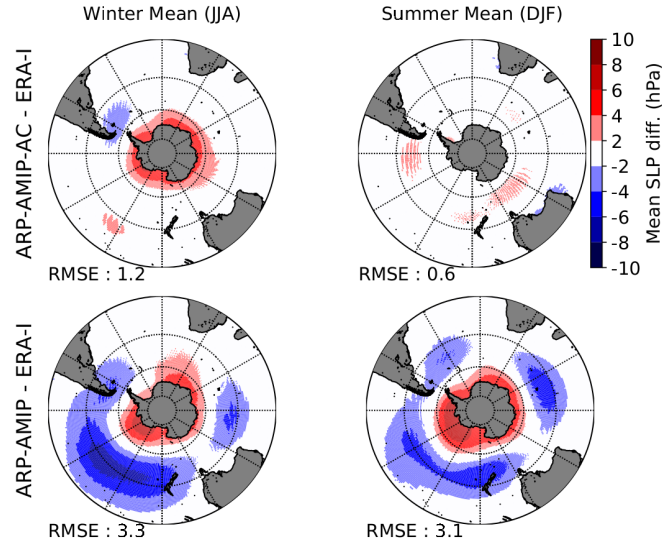 Winter Mean (JJA)
Summer Mean (DJF)
ARP-AMIP-AC - ERA-I
RMSE : 1.2
RMSE : 0.6
10
8
6
4
2
-2
-4
-6
-8
-10
Mean SLP diff. (hPa)
ARP-AMIP - ERA-I
RMSE : 3.3
RMSE : 3.1